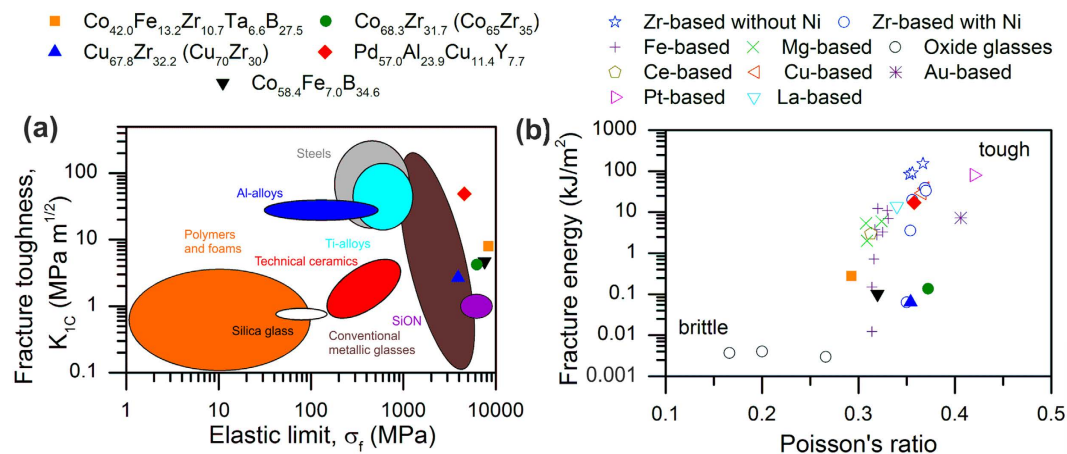 Co42.0Fe13.2Zr10.7Ta6.6B27.5
Co68.3Zr31.7 (Co65Zr35)
Cu67.8Zr32.2 (Cu70Zr30)
Pd57.0Al23.9Cu11.4Y7.7
Co58.4Fe7.0B34.6
Zr-based without Ni
Zr-based with Ni
Fe-based
Mg-based
Oxide glasses
Ce-based
Cu-based
Au-based
Pt-based
La-based
(a)
Fracture toughness,
K1C (MPa m1/2)
100
10
1
0.1
Steels
Al-alloys
Polymers
and foams
Ti-alloys
Technical ceramics
Silica glass
SiON
Conventional
metallic glasses
1
10
100
1000
10000
Elastic limit, σf (MPa)
(b)
Fracture energy (kJ/m2)
1000
100
10
1
0.1
0.01
0.001
tough
brittle
0.1
0.2
0.3
0.4
0.5
Poisson's ratio